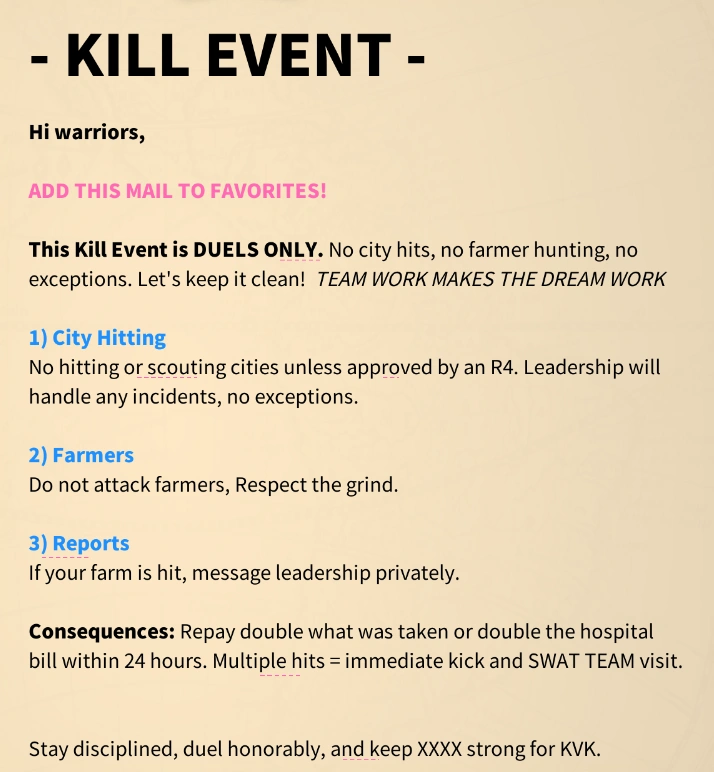 - KILL EVENT -
Hi warriors,
ADD THIS MAIL TO FAVORITES!
This Kill Event is DUELS ONLY. No city hits, no farmer hunting, no
exceptions. Let's keep it clean!  TEAM WORK MAKES THE DREAM WORK
1) City Hitting
No hitting or scouting cities unless approved by an R4. Leadership will
handle any incidents, no exceptions.
2) Farmers
Do not attack farmers, Respect the grind.
3) Reports
If your farm is hit, message leadership privately.
Consequences: Repay double what was taken or double the hospital
bill within 24 hours. Multiple hits = immediate kick and SWAT TEAM visit.
Stay disciplined, duel honorably, and keep XXXX strong for KVK.